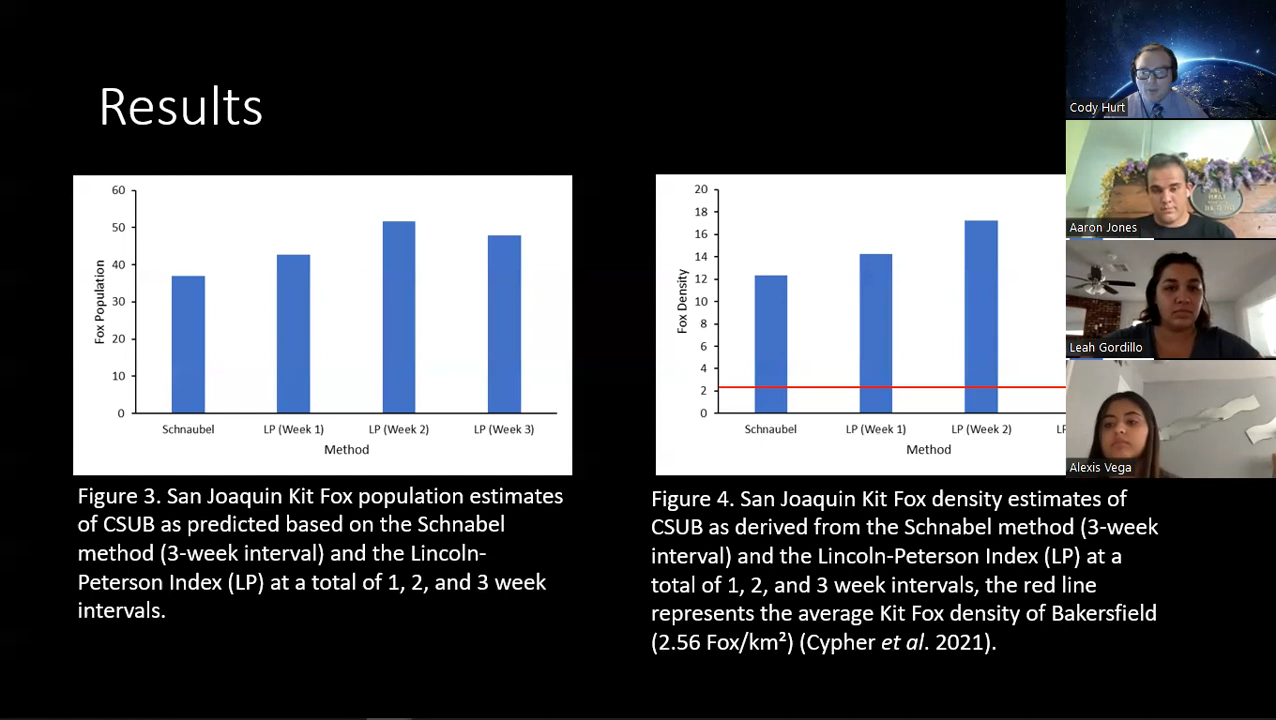 Results
60
50
40
30
20
10
0
Fox Population
Schnaubel
LP (Week 1)
LP (Week 2)
LP (Week 3)
Method
Figure 3. San Joaquin Kit Fox population estimates
of CSUB as predicted based on the Schnabel
method (3-week interval) and the Lincoln-
Peterson Index (LP) at a total of 1, 2, and 3 week
intervals.
20
18
16
14
12
10
8
6
4
2
0
Fox Density
Schnaubel
LP (Week 1)
LP (Week 2)
Method
Figure 4. San Joaquin Kit Fox density estimates of
CSUB as derived from the Schnabel method (3-week
interval) and the Lincoln-Peterson Index (LP) at a
total of 1, 2, and 3 week intervals, the red line
represents the average Kit Fox density of Bakersfield
(2.56 Fox/km²) (Cypher et al. 2021).
Cody Hurt
Aaron Jones
Leah Gordillo
Alexis Vega